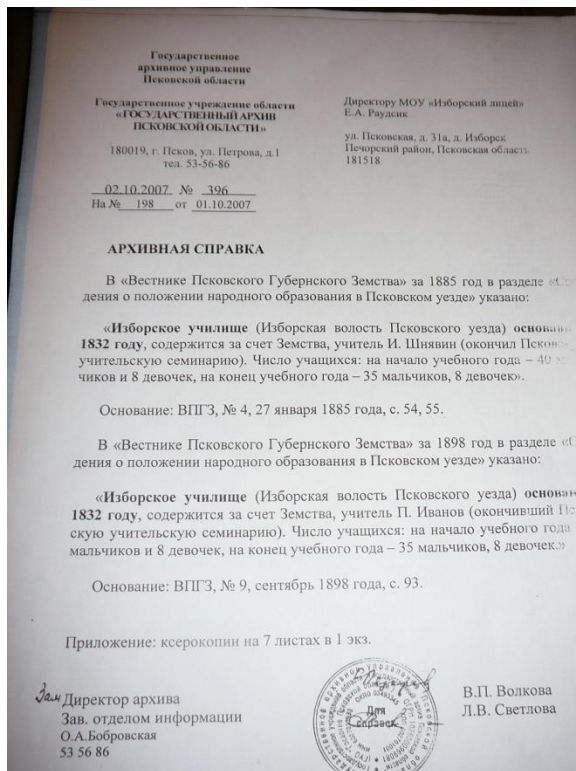 Государственное
архивное управление
Псковской области
Государственное учреждение области
«ГОСУДАРСТВЕННЫЙ АРХИВ
ПСКОВСКОЙ ОБЛАСТИ»
180019, г. Псков, ул. Петрова, д.1
тел. 53-56-86
02.10.2007 № 396
На № 198 от 01.10.2007
Директору МОУ «Изборский лицей»
Е.А. Раудсик
ул. Псковская, д. 31а, д. Изборск
Печорский район, Псковская область
181518
АРХИВНАЯ СПРАВКА
В «Вестнике Псковского Губернского Земства» за 1885 год в разделе
дения о положении народного образования в Псковском уезде» указано:
«Изборское училище (Изборская волость Псковского уезда)
1832 году, содержится за счет Земства, учитель И. Шнявин (окончил
учительскую семинарию). Число учащихся: на начало учебного года – 40
чиков и 8 девочек, на конец учебного года – 35 мальчиков, 8 девочек».
Основание: ВПГЗ, № 4, 27 января 1885 года, с. 54, 55.
В «Вестнике Псковского Губернского Земства» за 1898 год в разделе
дения о положении народного образования в Псковском уезде» указано:
«Изборское училище (Изборская волость Псковского уезда)
1832 году, содержится за счет Земства, учитель П. Иванов (окончивший
скую учительскую семинарию). Число учащихся: на начало учебного года
мальчиков и 8 девочек, на конец учебного года – 35 мальчиков, 8 девочек.»
Основание: ВПГЗ, № 9, сентябрь 1898 года, с. 93.
Приложение: ксерокопии на 7 листах в 1 экз.
Зам Директор архива
Зав. отделом информации
О.А.Бобровская
53 56 86
Для
справок
В.П. Волкова
Л.В. Светлова